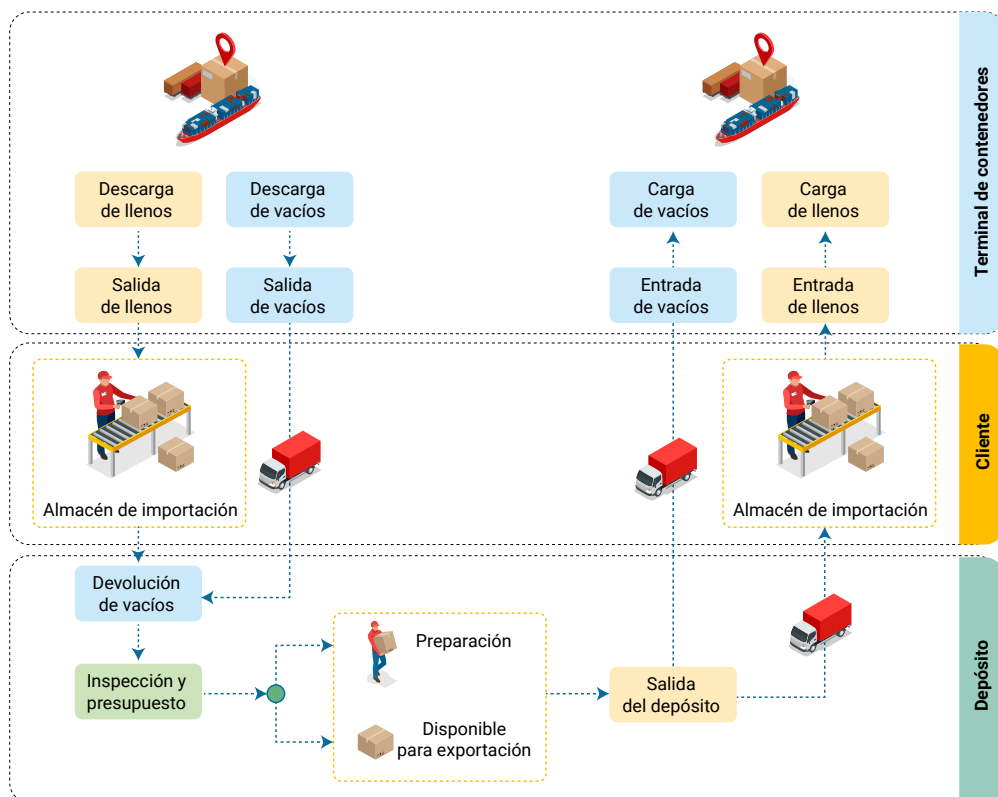 Descarga
de llenos
Descarga
de vacíos
Carga
de vacíos
Carga
de llenos
Salida
de llenos
Salida
de vacíos
Entrada
de vacíos
Entrada
de llenos
Terminal de contenedores
Almacén de importación
Almacén de importación
Cliente
Devolución
de vacíos
Inspección y
presupuesto
Preparación
Disponible
para exportación
Salida
del depósito
Depósito